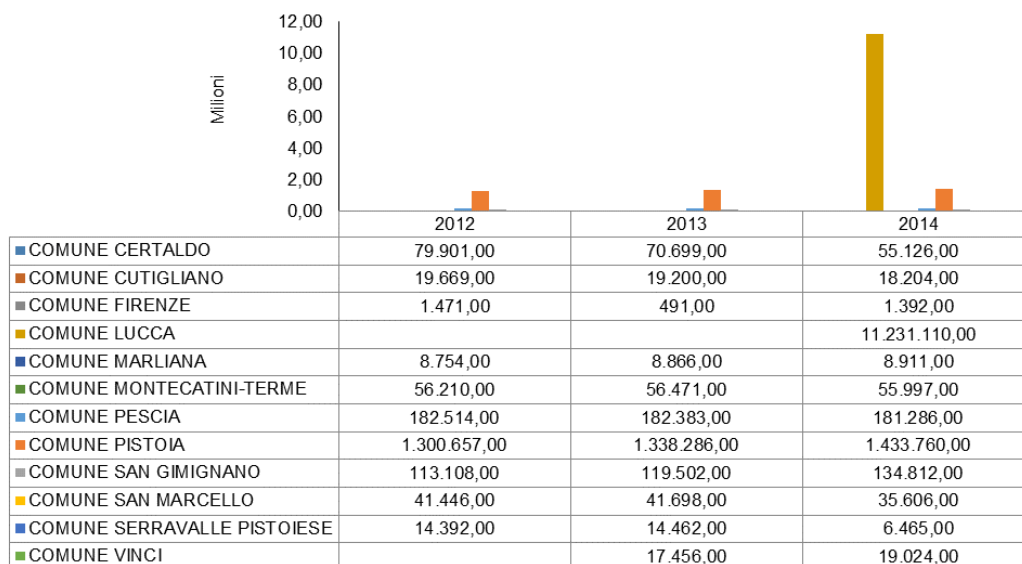 12,00
10,00
8,00
6,00
4,00
2,00
0,00
Milioni
2012 2013 2014
COMUNE CERTALDO 79.901,00 70.699,00 55.126,00
COMUNE CUTIGLIANO 19.669,00 19.200,00 18.204,00
COMUNE FIRENZE 1.471,00 491,00 1.392,00
COMUNE LUCCA 11.231.110,00
COMUNE MARLIANA 8.754,00 8.866,00 8.911,00
COMUNE MONTECATINI-TERME 56.210,00 56.471,00 55.997,00
COMUNE PESCIA 182.514,00 182.383,00 181.286,00
COMUNE PISTOIA 1.300.657,00 1.338.286,00 1.433.760,00
COMUNE SAN GIMIGNANO 113.108,00 119.502,00 134.812,00
COMUNE SAN MARCELLO 41.446,00 41.698,00 35.606,00
COMUNE SERRAVALLE PISTOIESE 14.392,00 14.462,00 6.465,00
COMUNE VINCI 17.456,00 19.024,00